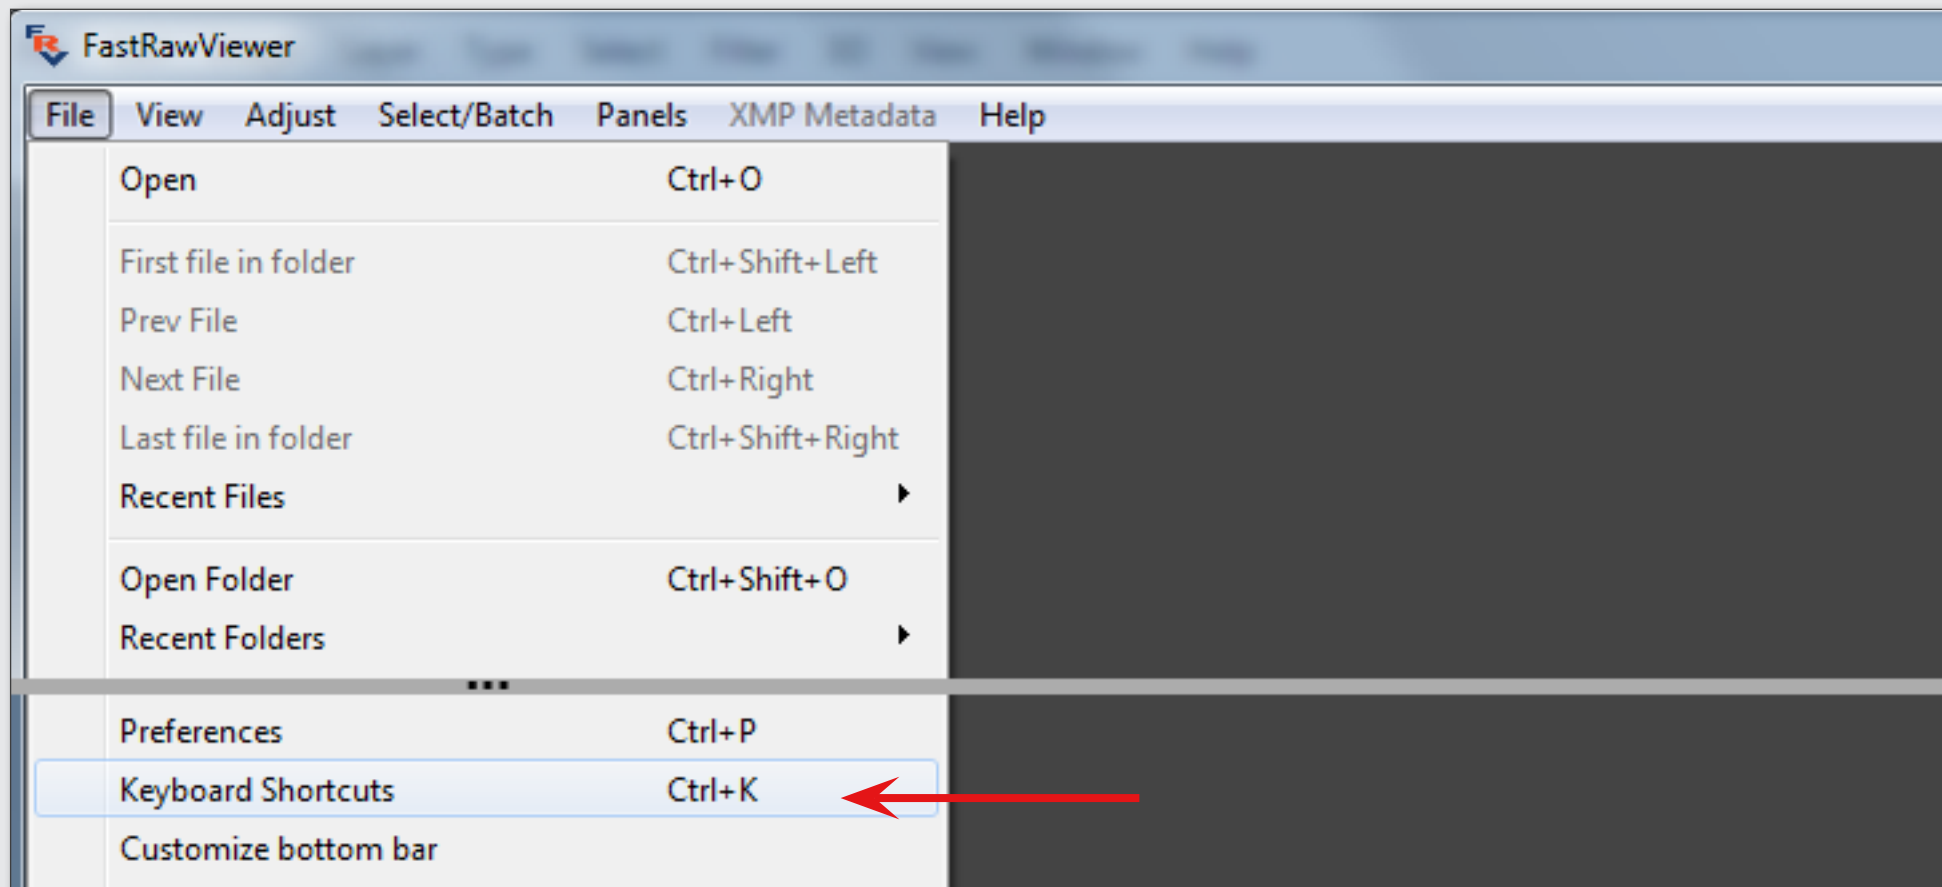 FastRawViewer
File View Adjust Select/Batch Panels XMP Metadata Help
Open Ctrl+O
First file in folder Ctrl+Shift+Left
Prev File Ctrl+Left
Next File Ctrl+Right
Last file in folder Ctrl+Shift+Right
Recent Files
Open Folder Ctrl+Shift+O
Recent Folders
...
Preferences Ctrl+P
Keyboard Shortcuts Ctrl+K
Customize bottom bar